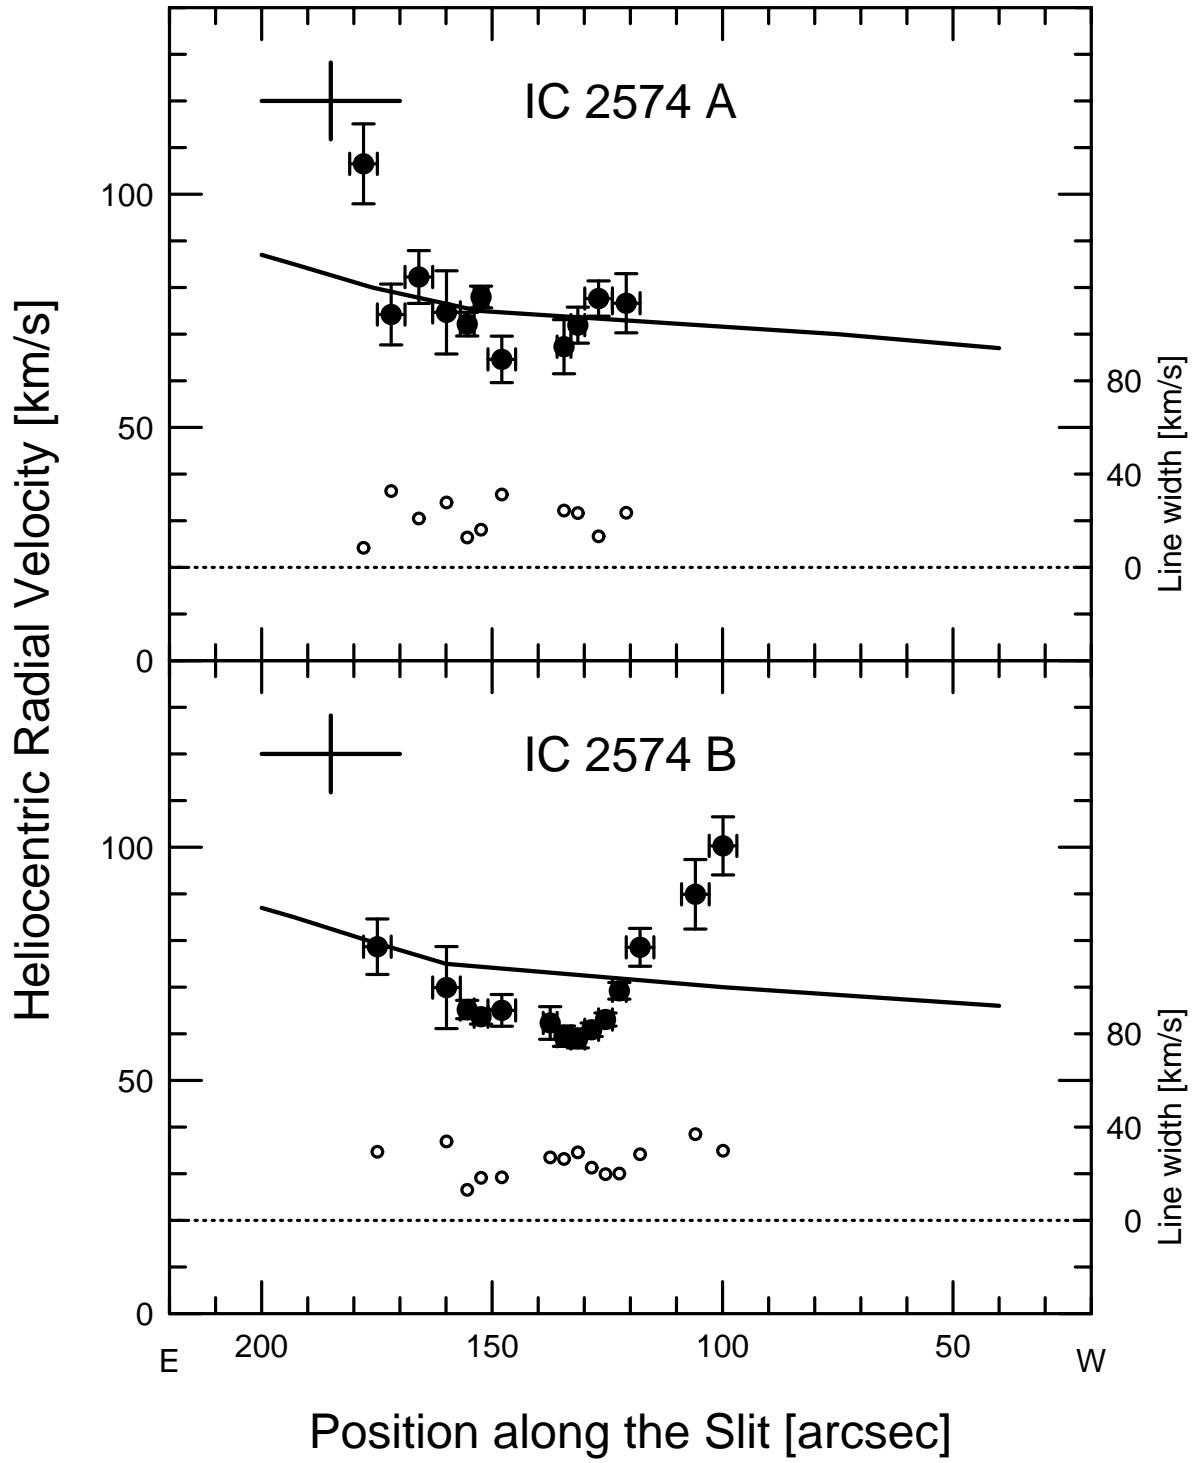 IC 2574 A
100
50
0
80
40
0
Line width [km/s]
Heliocentric Radial Velocity [km/s]
IC 2574 B
100
50
0
80
40
0
Line width [km/s]
E
200
150
100
50
W
Position along the Slit [arcsec]